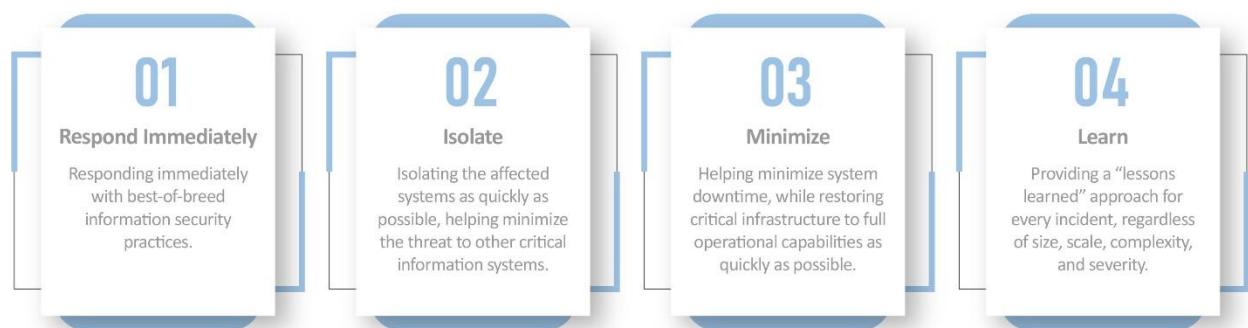 01
Respond Immediately
Responding immediately
with best-of-breed
information security
practices.
02
Isolate
Isolating the affected
systems as quickly as
possible, helping minimize
the threat to other critical
information systems.
03
Minimize
Helping minimize system
downtime, while restoring
critical infrastructure to full
operational capabilities as
quickly as possible.
04
Learn
Providing a “lessons
learned” approach for
every incident, regardless
of size, scale, complexity,
and severity.